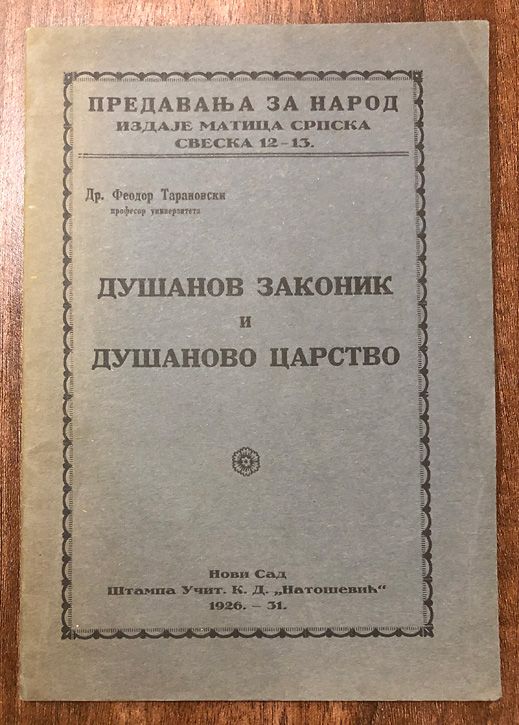 ПРЕДАВАЊА ЗА НАРОД
ИЗДАЈЕ МАТИЦА СРПСКА
СВЕСКА 12-13.
Др. Феодор Тарановски
професор университета
ДУШАНОВ ЗАКОНИК
И
ДУШАНОВО ЦАРСТВО
Нови Сад
Штампа Учит. К. Д. „Натошевић“
1926. - 31.